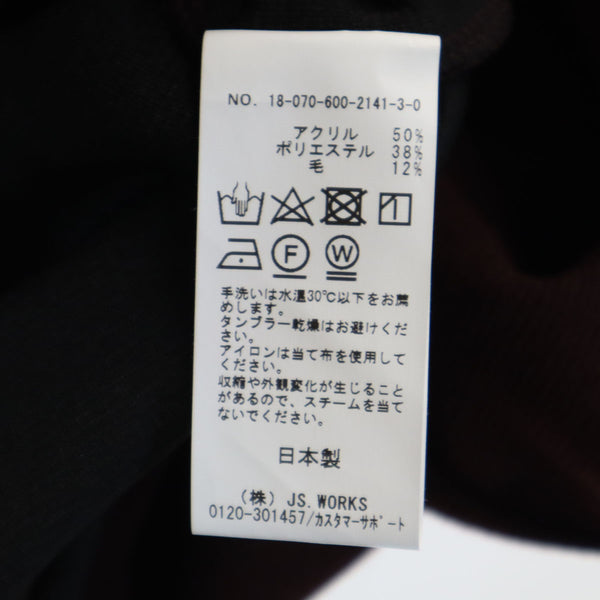 NO. 18-070-600-2141-3-0
アクリル 50%
ポリエステル 38%
毛 12%
F W
手洗いは水温30℃以下をお薦
めします。
タンブラー乾燥はお避けくだ
さい。
アイロンは当て布を使用して
ください。
収縮や外観変化が生じること
があるので、スチームを当て
ないでください。
日本製
(株) JS.WORKS
0120-301457/カスタマーサポート